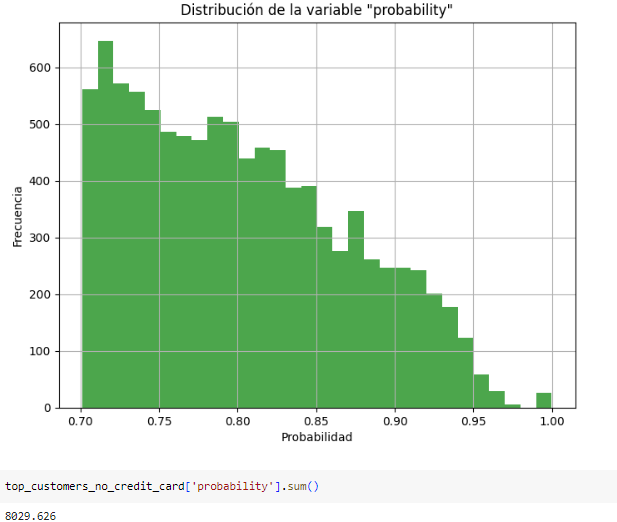 Distribución de la variable "probability"
600
500
400
300
200
100
0
Frecuencia
0.70 0.75 0.80 0.85 0.90 0.95 1.00
Probabilidad
top_customers_no_credit_card['probability'].sum()
8029.626